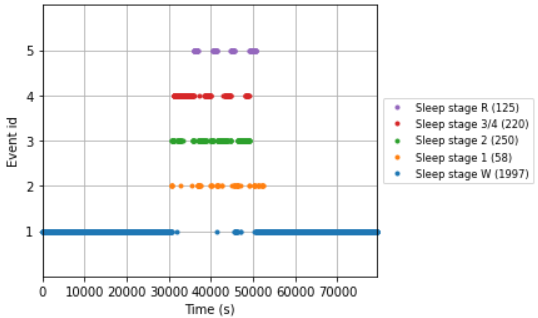 5
4
3
2
1
Event id
0 10000 20000 30000 40000 50000 60000 70000
Time (s)
Sleep stage R (125)
Sleep stage 3/4 (220)
Sleep stage 2 (250)
Sleep stage 1 (58)
Sleep stage W (1997)